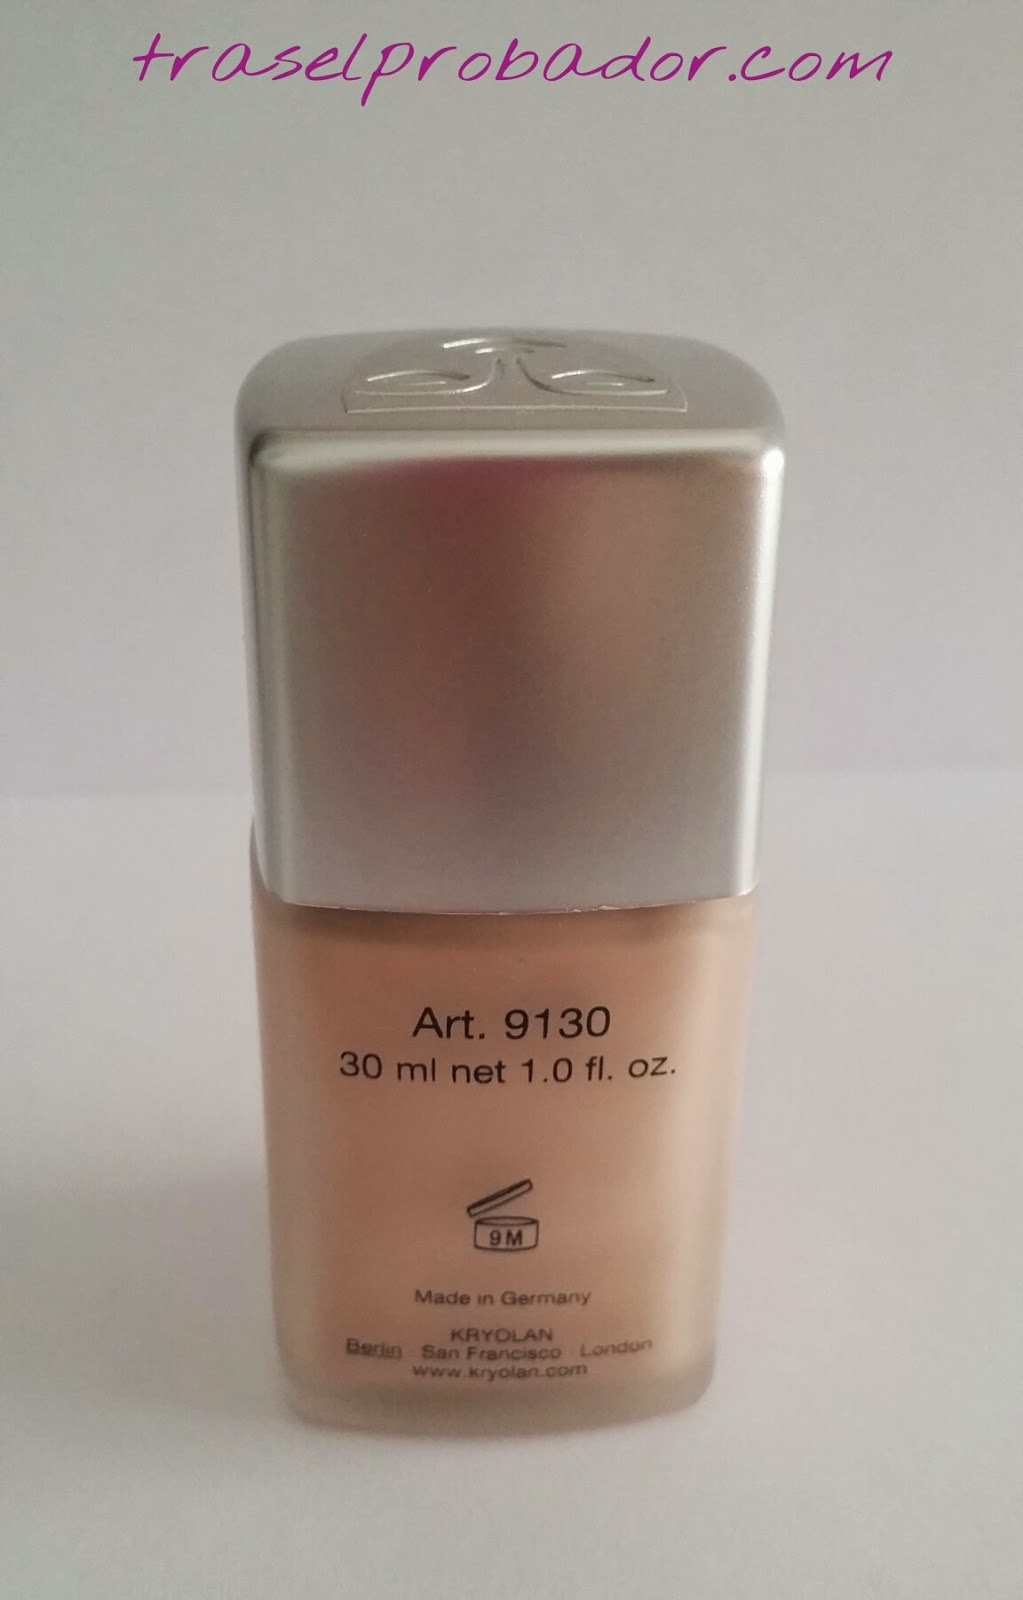 traselprobador.com
Art. 9130
30 ml net 1.0 fl. oz.
9M
Made in Germany
KRYOLAN
Berlin San Francisco London
www.kryolan.com